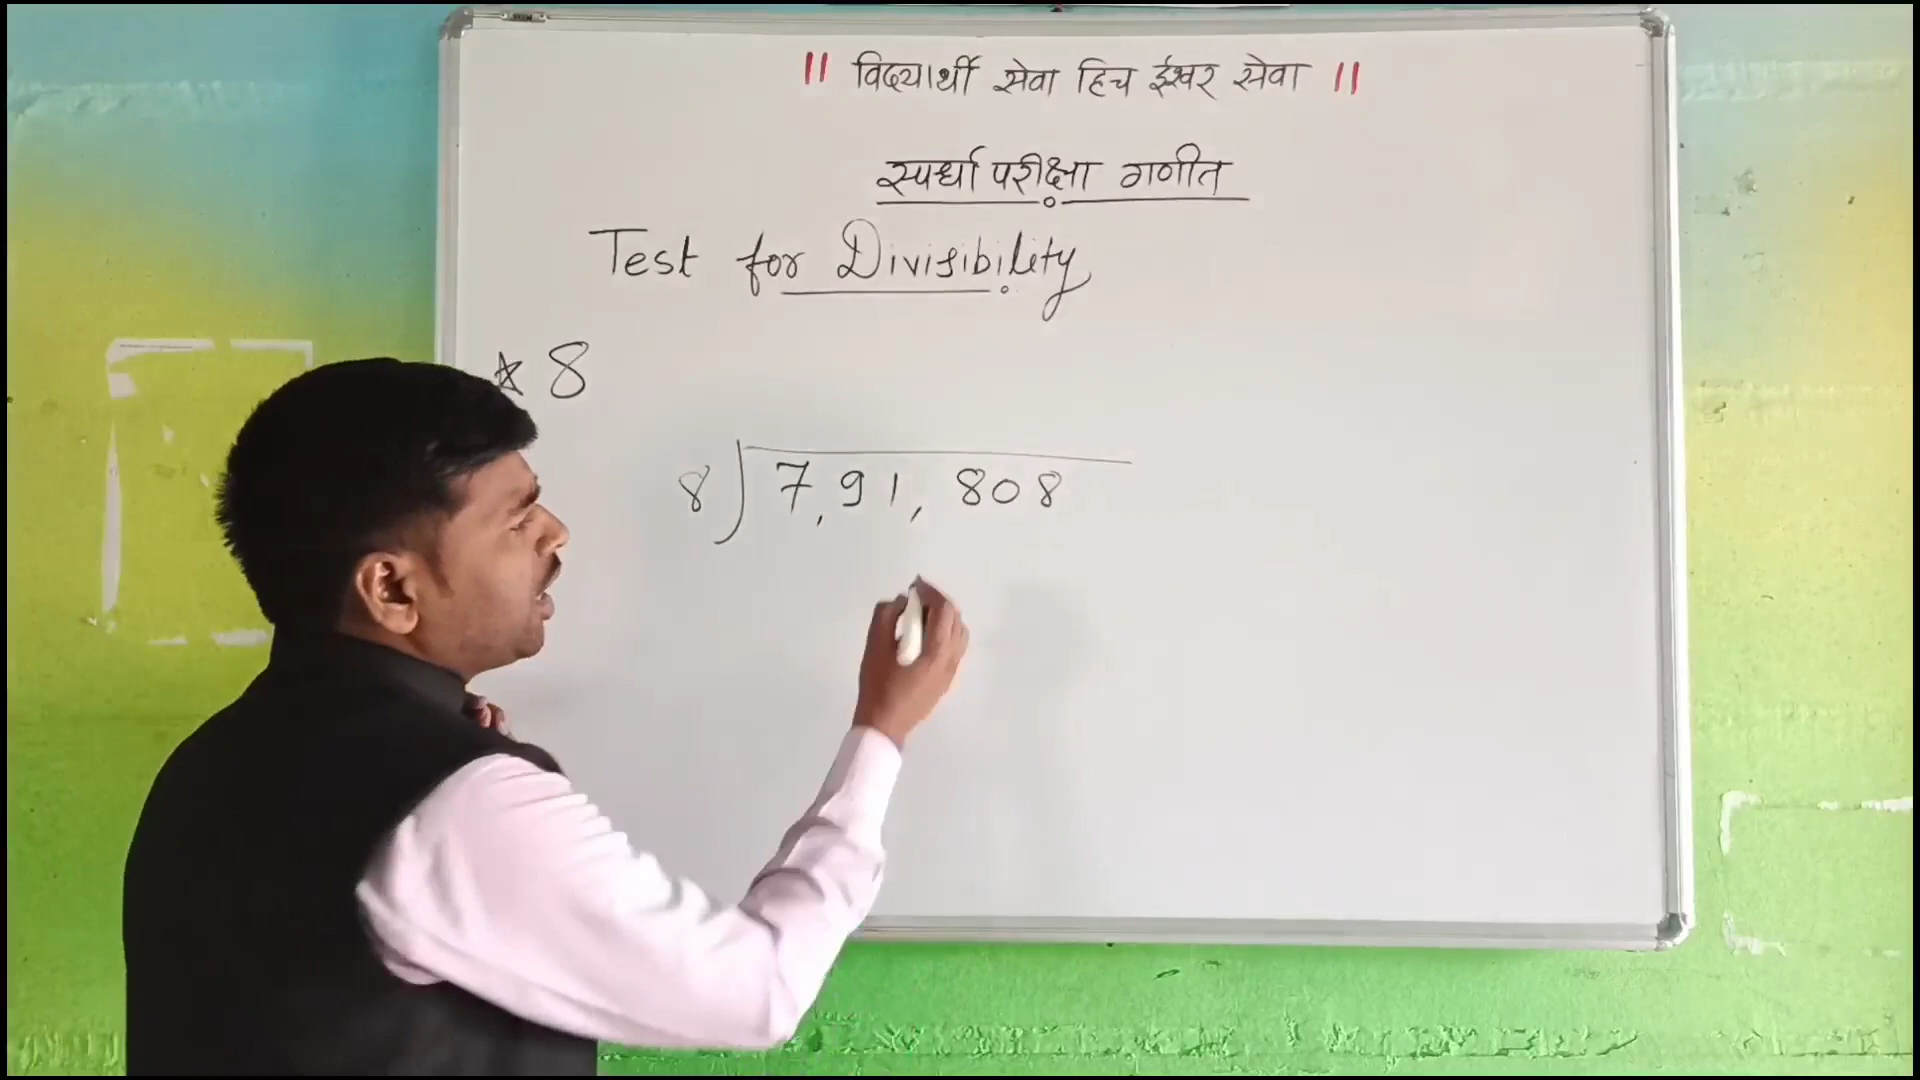 ॥ विद्यार्थी सेवा हिच ईश्वर सेवा ॥
स्पर्धा परीक्षा गणीत
Test for Divisibility
☆ 8
8) 7,91, 808